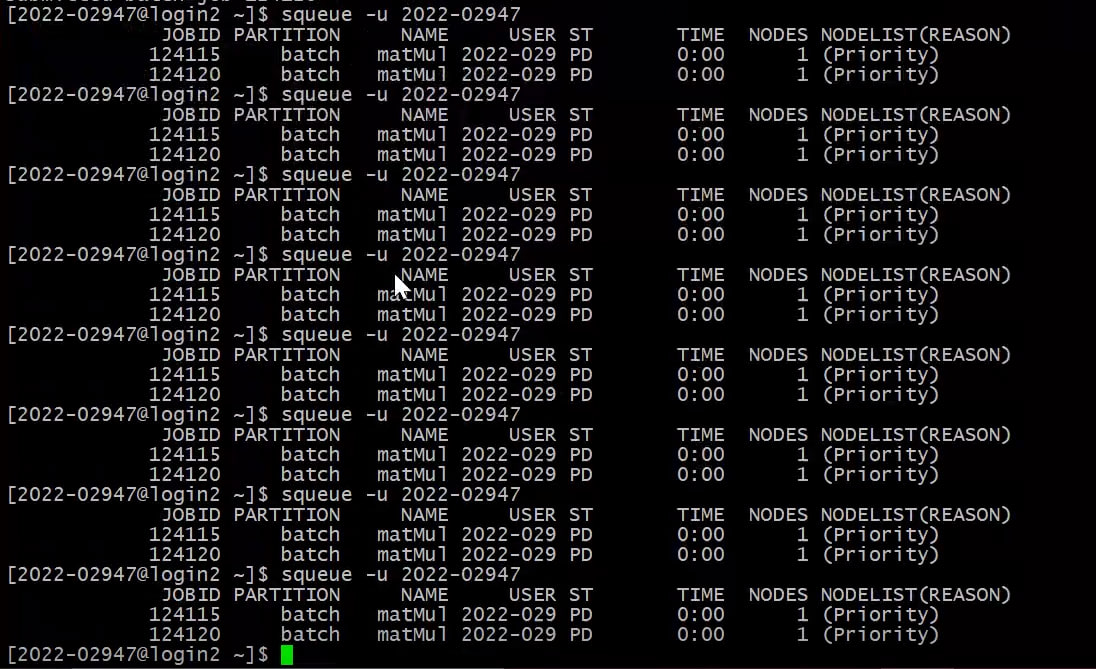 [2022-02947@login2 ~]$ squeue -u 2022-02947
JOBID PARTITION NAME USER ST TIME NODES NODELIST(REASON)
124115 batch matMul 2022-029 PD 0:00 1 (Priority)
124120 batch matMul 2022-029 PD 0:00 1 (Priority)
[2022-02947@login2 ~]$ squeue -u 2022-02947
JOBID PARTITION NAME USER ST TIME NODES NODELIST(REASON)
124115 batch matMul 2022-029 PD 0:00 1 (Priority)
124120 batch matMul 2022-029 PD 0:00 1 (Priority)
[2022-02947@login2 ~]$ squeue -u 2022-02947
JOBID PARTITION NAME USER ST TIME NODES NODELIST(REASON)
124115 batch matMul 2022-029 PD 0:00 1 (Priority)
124120 batch matMul 2022-029 PD 0:00 1 (Priority)
[2022-02947@login2 ~]$ squeue -u 2022-02947
JOBID PARTITION NAME USER ST TIME NODES NODELIST(REASON)
124115 batch matMul 2022-029 PD 0:00 1 (Priority)
124120 batch matMul 2022-029 PD 0:00 1 (Priority)
[2022-02947@login2 ~]$ squeue -u 2022-02947
JOBID PARTITION NAME USER ST TIME NODES NODELIST(REASON)
124115 batch matMul 2022-029 PD 0:00 1 (Priority)
124120 batch matMul 2022-029 PD 0:00 1 (Priority)
[2022-02947@login2 ~]$ squeue -u 2022-02947
JOBID PARTITION NAME USER ST TIME NODES NODELIST(REASON)
124115 batch matMul 2022-029 PD 0:00 1 (Priority)
124120 batch matMul 2022-029 PD 0:00 1 (Priority)
[2022-02947@login2 ~]$ squeue -u 2022-02947
JOBID PARTITION NAME USER ST TIME NODES NODELIST(REASON)
124115 batch matMul 2022-029 PD 0:00 1 (Priority)
124120 batch matMul 2022-029 PD 0:00 1 (Priority)
[2022-02947@login2 ~]$ squeue -u 2022-02947
JOBID PARTITION NAME USER ST TIME NODES NODELIST(REASON)
124115 batch matMul 2022-029 PD 0:00 1 (Priority)
124120 batch matMul 2022-029 PD 0:00 1 (Priority)
[2022-02947@login2 ~]$